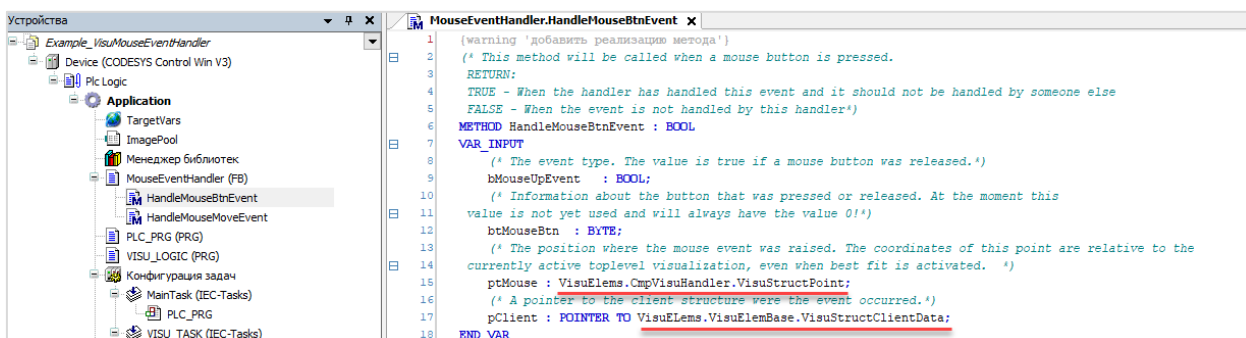 Устройства
Example_VisuMouseEventHandler
Device (CODESYS Control Win V3)
Plc Logic
Application
TargetVars
ImagePool
Менеджер библиотек
MouseEventHandler (FB)
HandleMouseBtnEvent
HandleMouseMoveEvent
PLC_PRG (PRG)
VISU_LOGIC (PRG)
Конфигурация задач
MainTask (IEC-Tasks)
PLC_PRG
VISU_TASK (IEC-Tasks)
MouseEventHandler.HandleMouseBtnEvent
1 {warning 'добавить реализацию метода'}
2 (* This method will be called when a mouse button is pressed.
3 RETURN:
4 TRUE - When the handler has handled this event and it should not be handled by someone else
5 FALSE - When the event is not handled by this handler*)
6 METHOD HandleMouseBtnEvent : BOOL
7 VAR_INPUT
8 (* The event type. The value is true if a mouse button was released.*)
9 bMouseUpEvent : BOOL;
10 (* Information about the button that was pressed or released. At the moment this
11 value is not yet used and will always have the value 0!*)
12 btMouseBtn : BYTE;
13 (* The position where the mouse event was raised. The coordinates of this point are relative to the
14 currently active toplevel visualization, even when best fit is activated. *)
15 ptMouse : VisuElems.CmpVisuHandler.VisuStructPoint;
16 (* A pointer to the client structure were the event occurred.*)
17 pClient : POINTER TO VisuELems.VisuElemBase.VisuStructClientData;
18 END_VAR